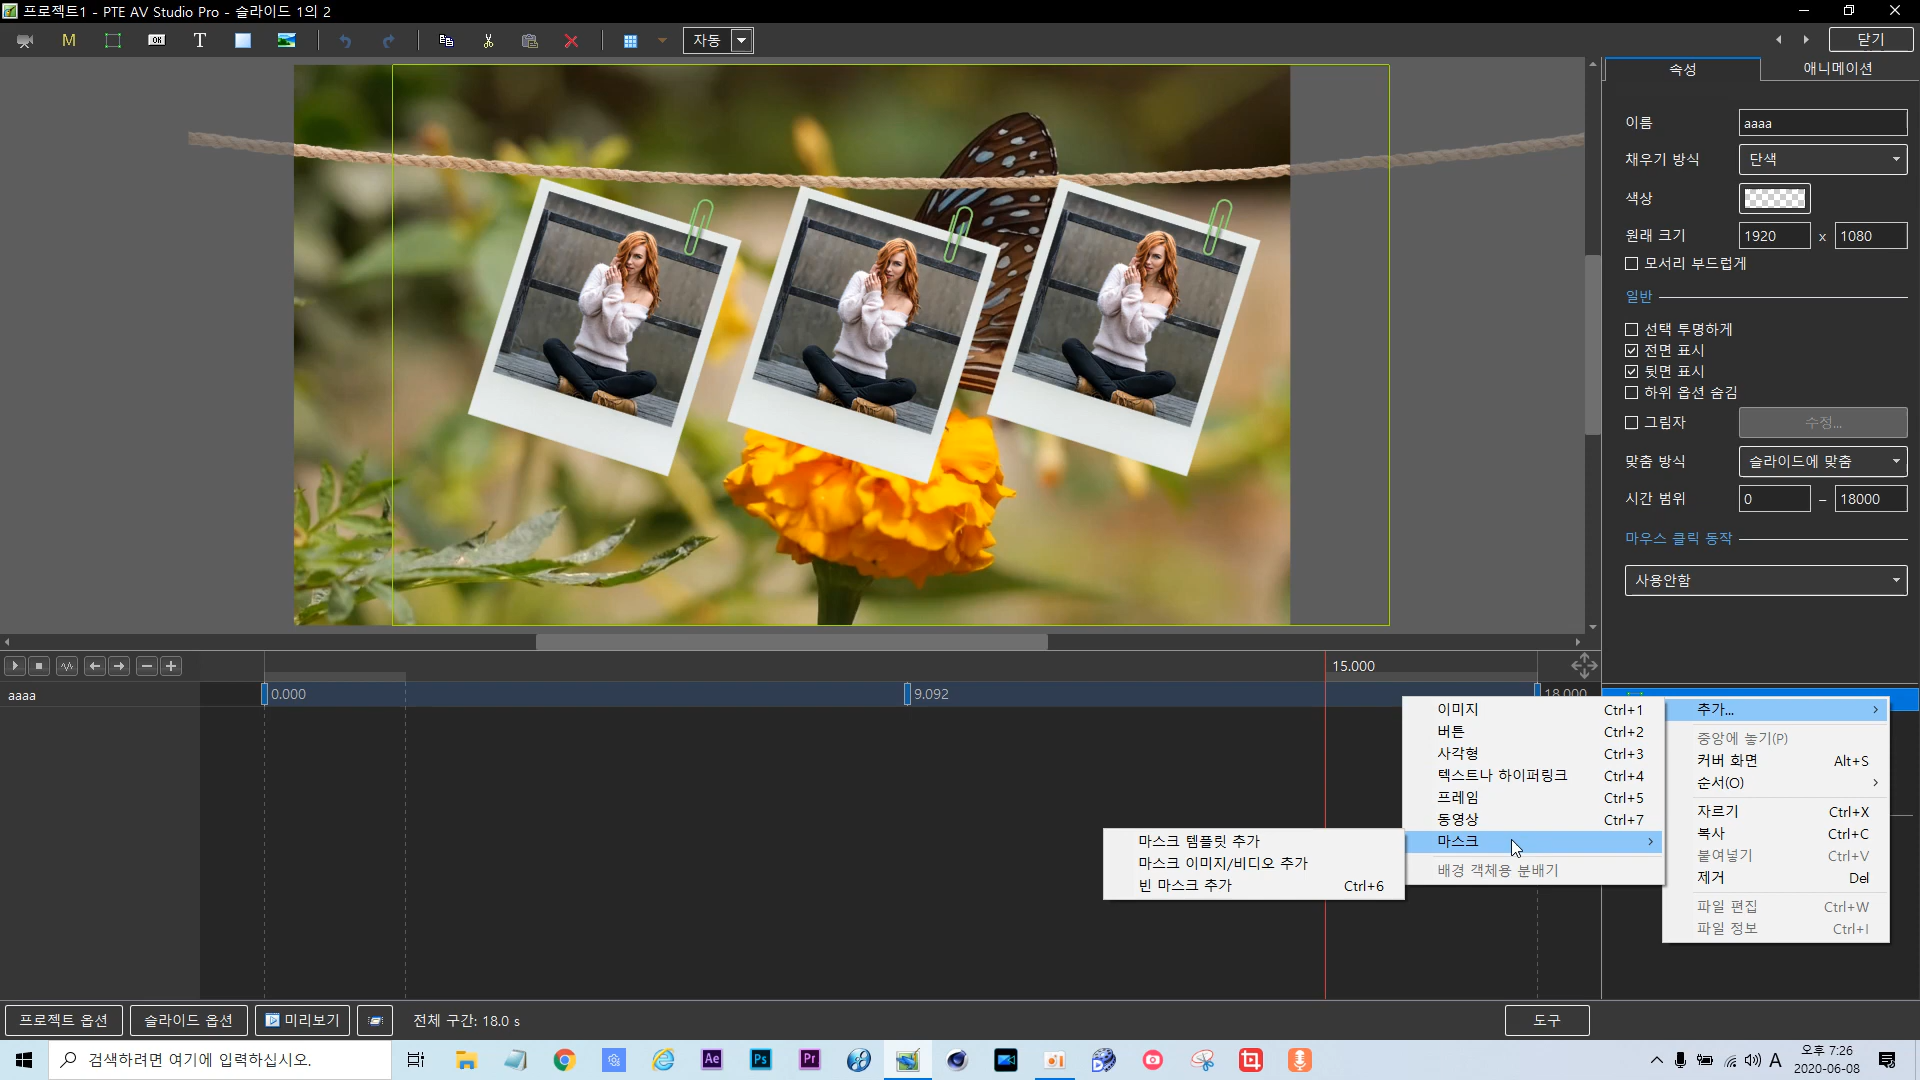 프로젝트1 - PTE AV Studio Pro - 슬라이드 1의 2
M
OK
T
자동
닫기
속성
애니메이션
이름
aaaa
채우기 방식
단색
색상
원래 크기
1920 x 1080
모서리 부드럽게
일반
선택 투명하게
전면 표시
뒷면 표시
하위 옵션 숨김
그림자
수정...
맞춤 방식
슬라이드에 맞춤
시간 범위
0 – 18000
마우스 클릭 동작
사용안함
15.000
aaaa
0.000
9.092
18.000
이미지 Ctrl+1
버튼 Ctrl+2
사각형 Ctrl+3
텍스트나 하이퍼링크 Ctrl+4
프레임 Ctrl+5
동영상 Ctrl+7
마스크
배경 객체용 분배기
마스크 템플릿 추가
마스크 이미지/비디오 추가
빈 마스크 추가 Ctrl+6
추가...
중앙에 놓기(P)
커버 화면 Alt+S
순서(O)
자르기 Ctrl+X
복사 Ctrl+C
붙여넣기 Ctrl+V
제거 Del
파일 편집 Ctrl+W
파일 정보 Ctrl+I
프로젝트 옵션
슬라이드 옵션
미리보기
전체 구간: 18.0 s
도구
검색하려면 여기에 입력하십시오.
Ae
Ps
Pr
A
오후 7:26
2020-06-08